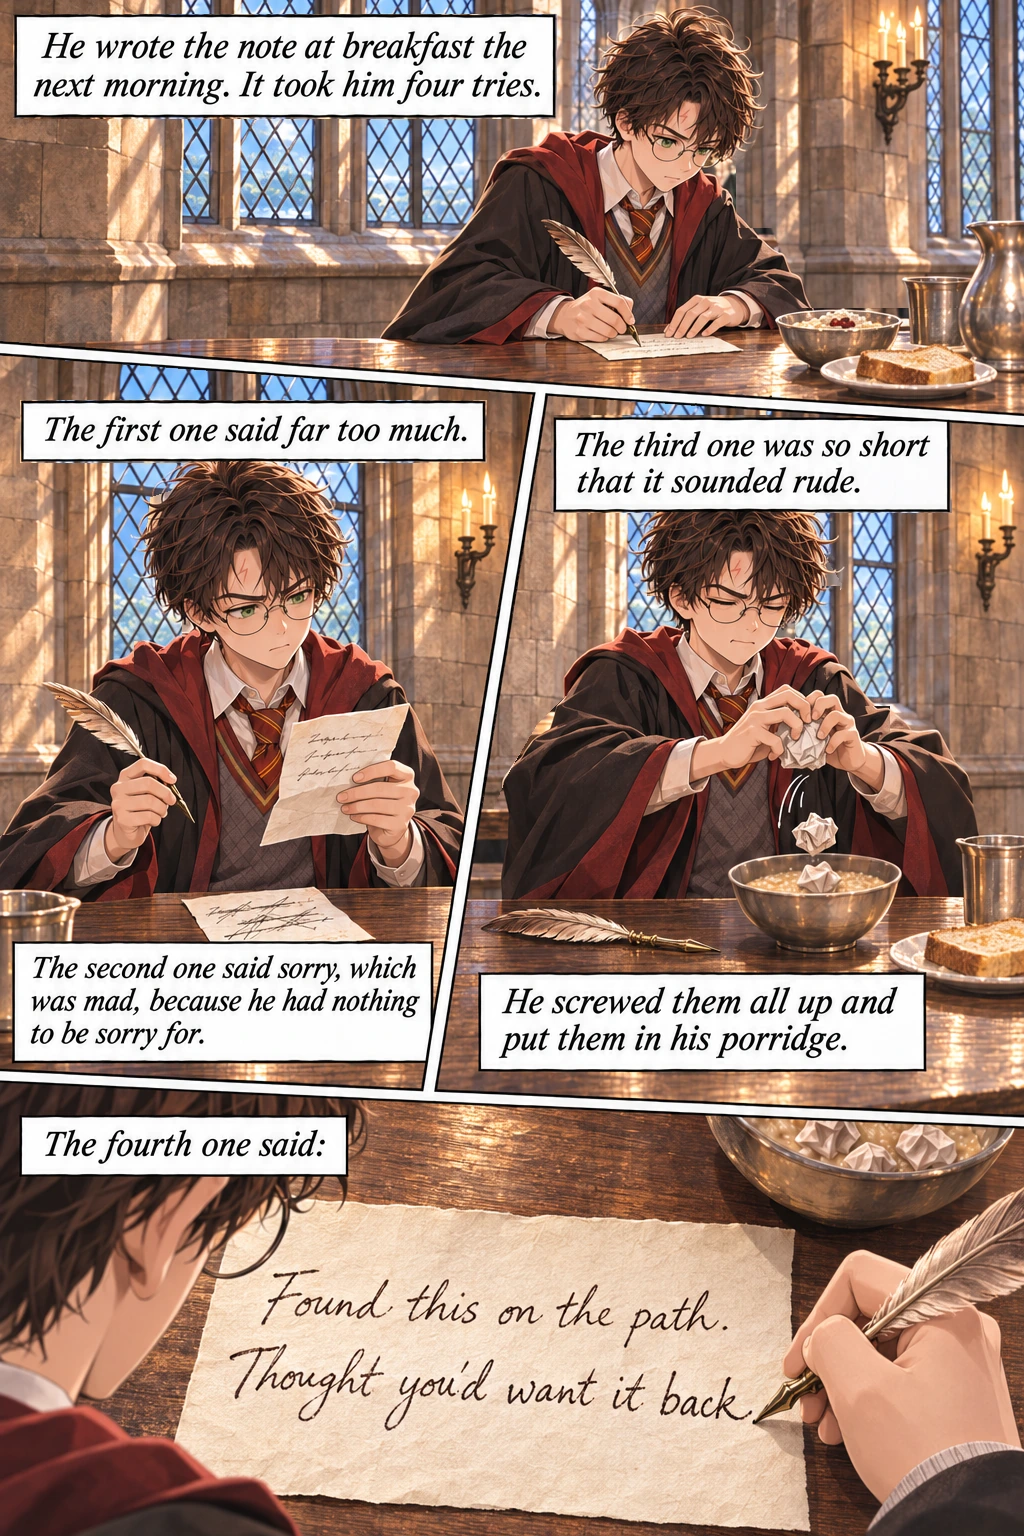 He wrote the note at breakfast the
next morning. It took him four tries.
The first one said far too much.
The second one said sorry, which
was mad, because he had nothing
to be sorry for.
The third one was so short
that it sounded rude.
He screwed them all up and
put them in his porridge.
The fourth one said:
Found this on the path.
Thought you'd want it back.